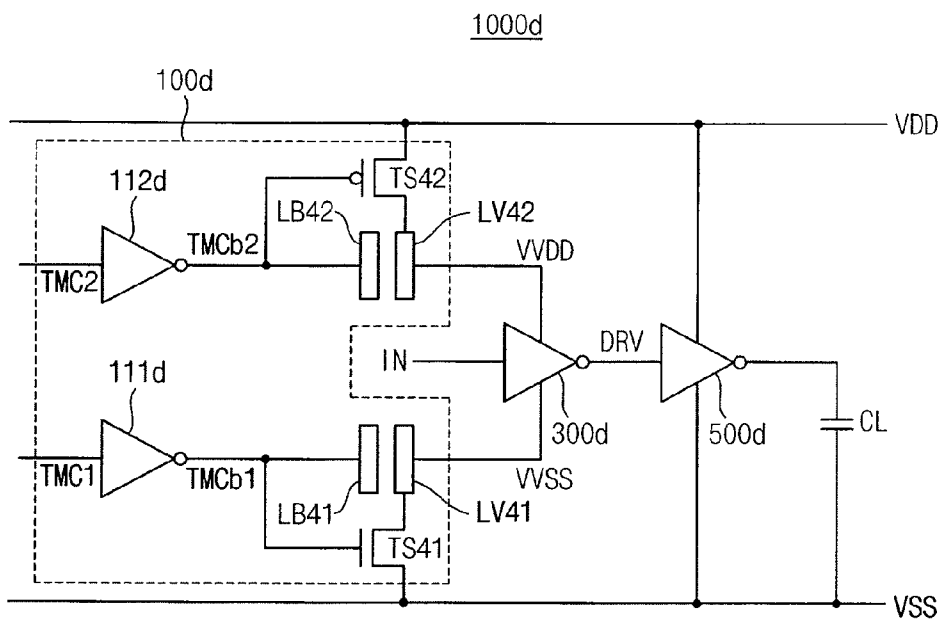 1000d
100d
VDD
112d
TS42
LB42
LV42
TMCb2
VVDD
TMC2
IN
DRV
111d
300d
500d
CL
TMC1
TMCb1
VVSS
LB41
LV41
TS41
VSS